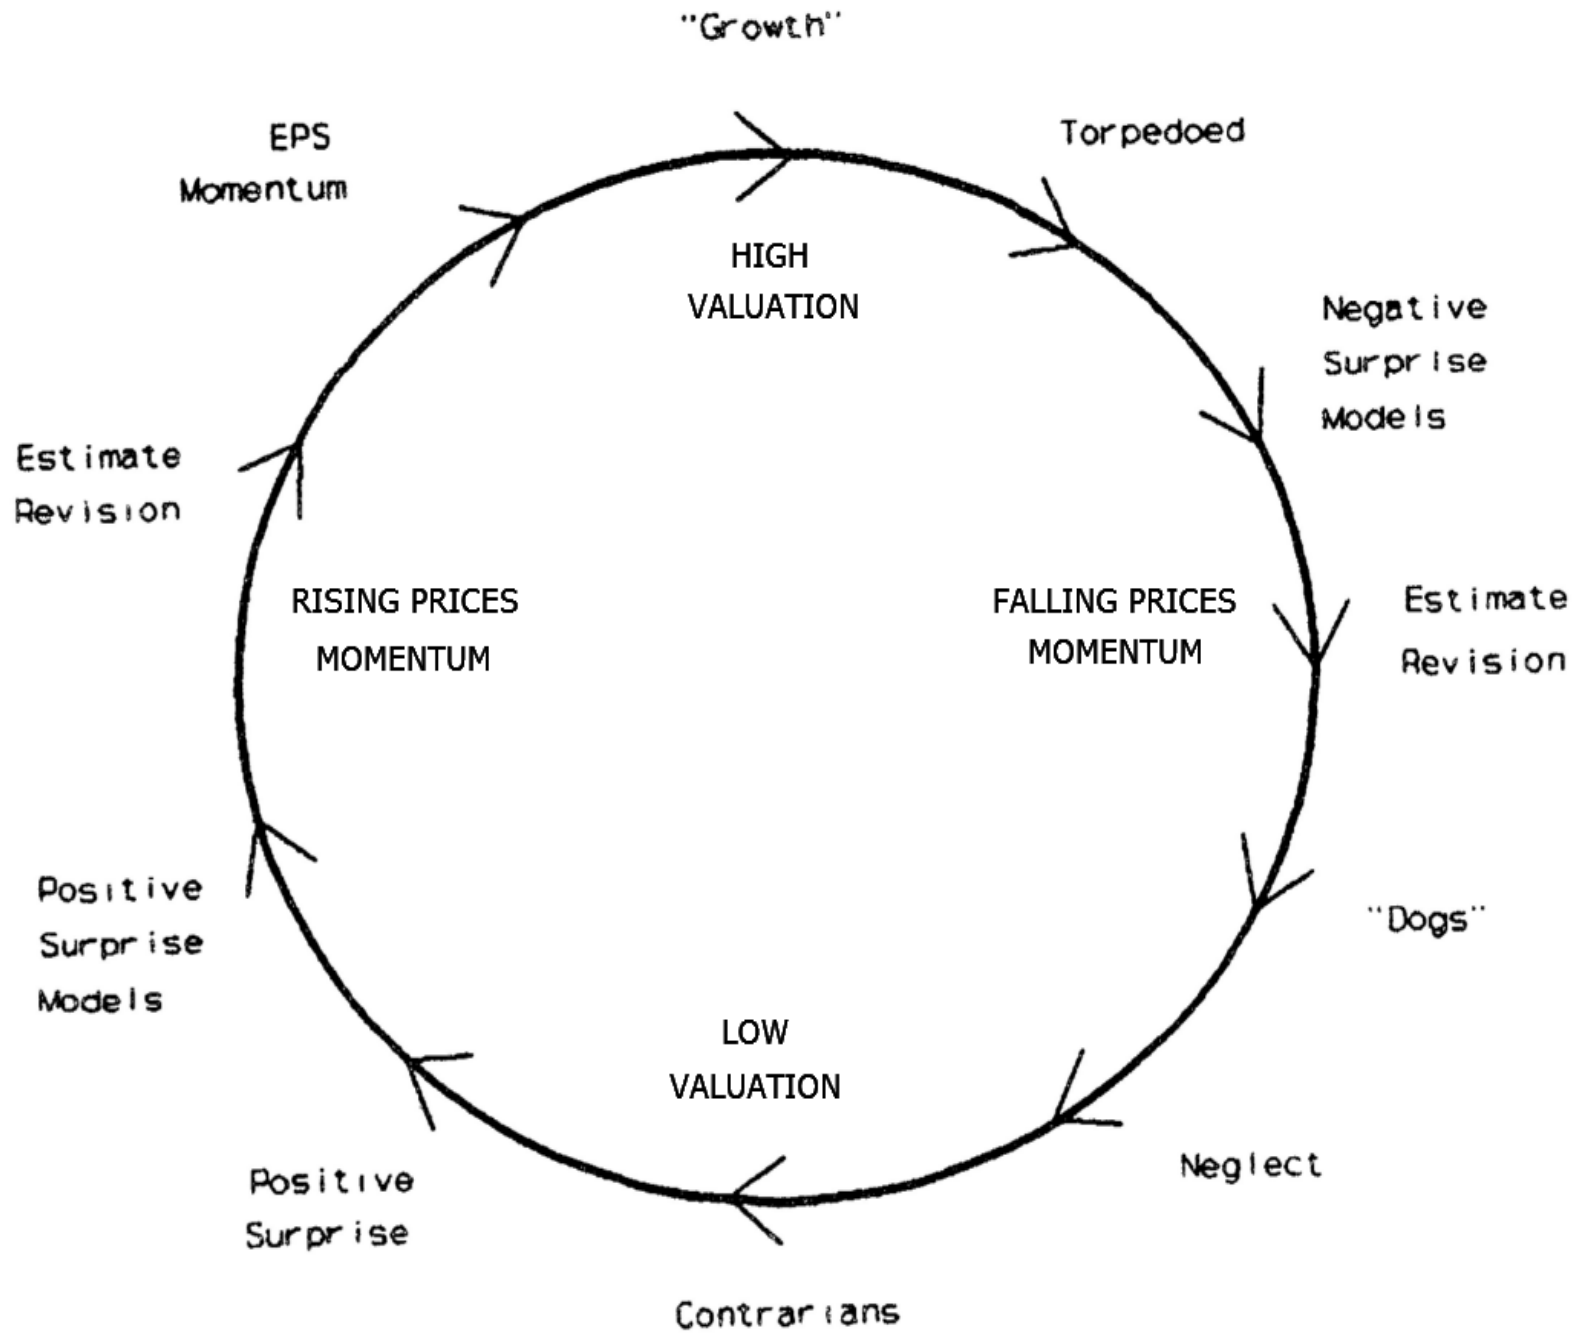 "Growth"
EPS
Momentum
Torpedoed
HIGH
VALUATION
Negative
Surprise
Models
Estimate
Revision
RISING PRICES
MOMENTUM
FALLING PRICES
MOMENTUM
Estimate
Revision
Positive
Surprise
Models
"Dogs"
LOW
VALUATION
Neglect
Positive
Surprise
Contrarians